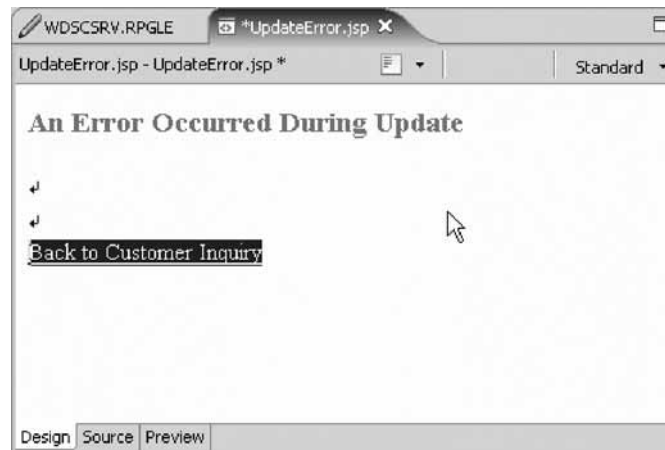 WDSCSRV.RPGLE *UpdateError.jsp
UpdateError.jsp - UpdateError.jsp * Standard
An Error Occurred During Update
Back to Customer Inquiry
Design Source Preview